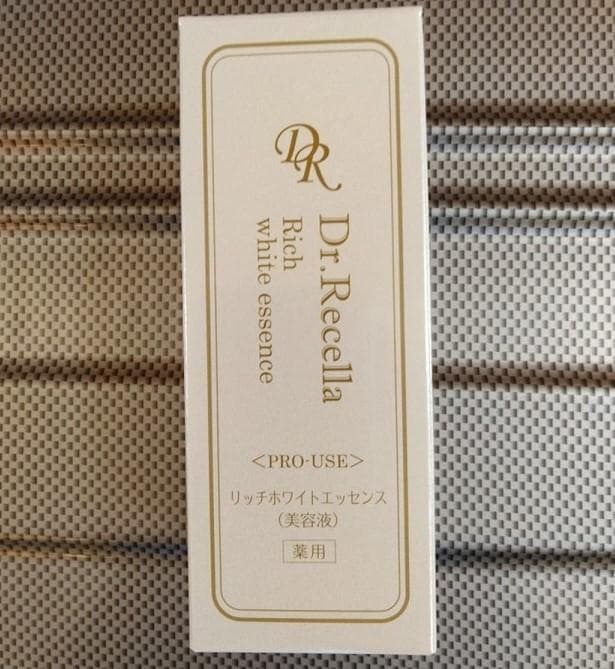 DR
Dr.Recella
Rich
white essence
<PRO-USE>
リッチホワイトエッセンス
(美容液)
薬用